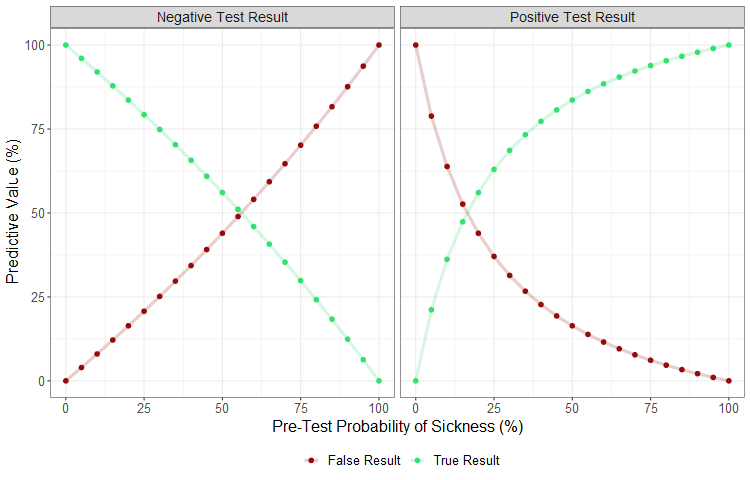 Negative Test Result
Positive Test Result
Predictive Value (%)
100
75
50
25
0
0 25 50 75 100
0 25 50 75 100
Pre-Test Probability of Sickness (%)
False Result
True Result